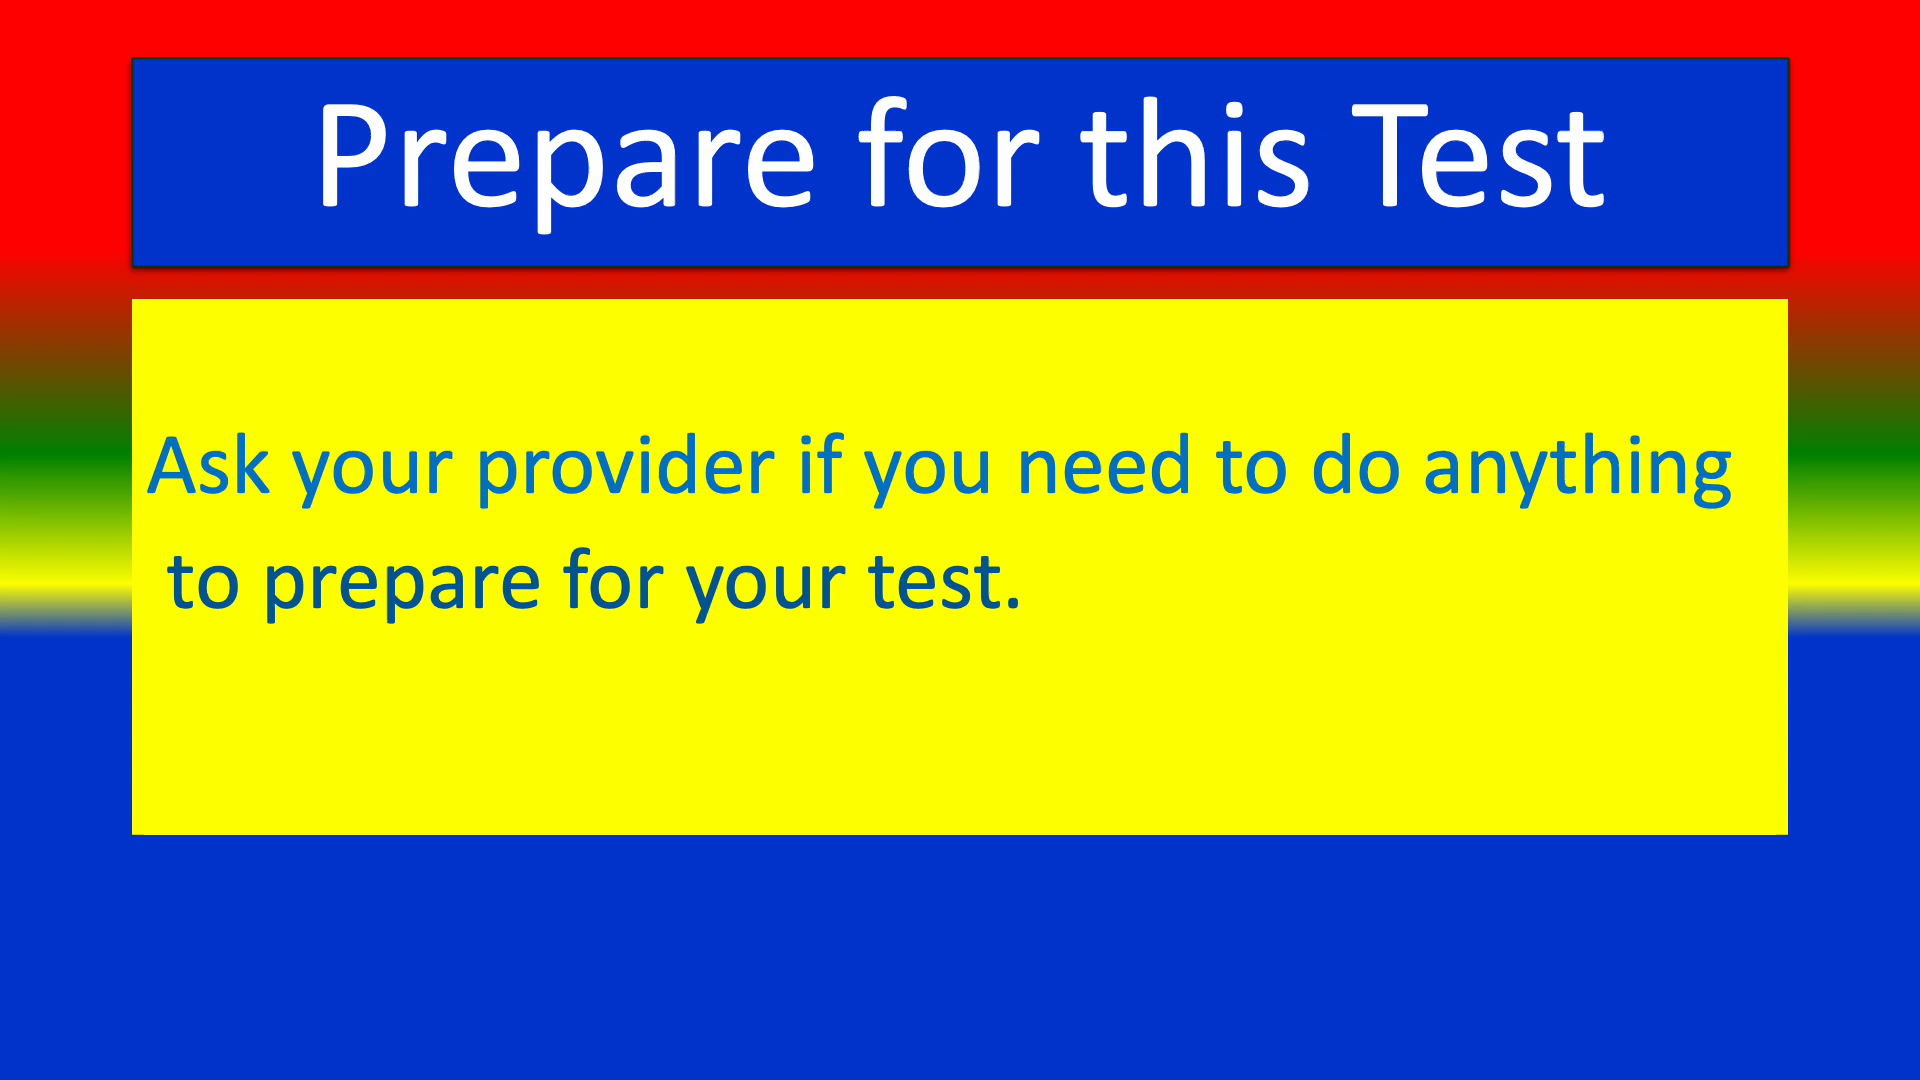 Prepare for this Test
Ask your provider if you need to do anything
to prepare for your test.